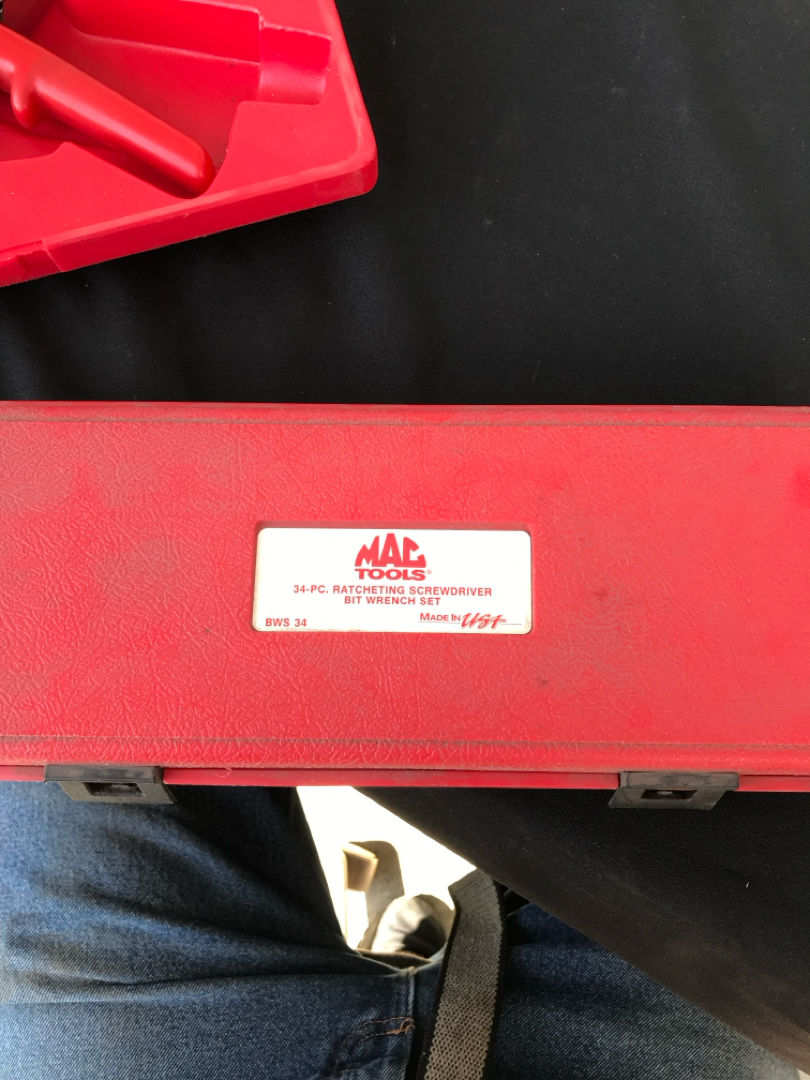 MAC
TOOLS®
34-PC. RATCHETING SCREWDRIVER
BIT WRENCH SET
BWS 34
MADE IN USA